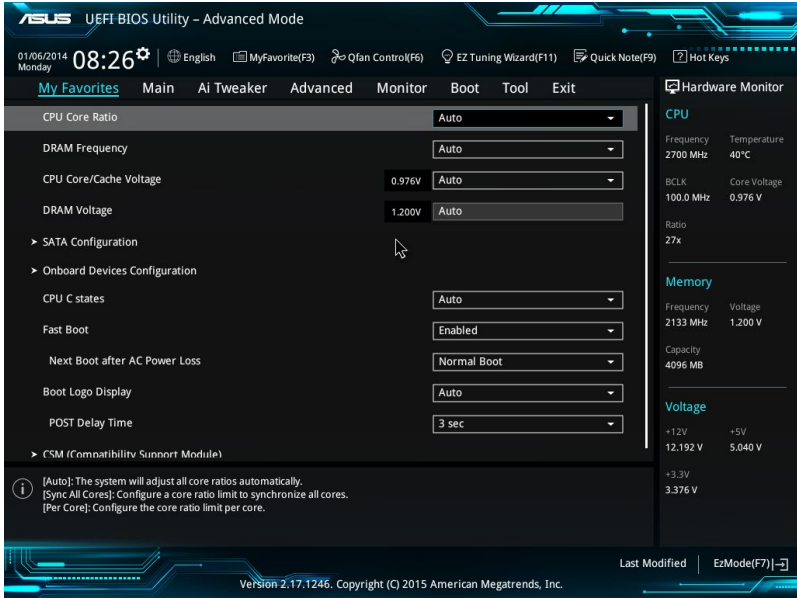 ASUS UEFI BIOS Utility – Advanced Mode
01/06/2014
Monday
08:26
English
MyFavorite(F3)
Qfan Control(F6)
EZ Tuning Wizard(F11)
Quick Note(F9)
? Hot Keys
My Favorites Main Ai Tweaker Advanced Monitor Boot Tool Exit
CPU Core Ratio Auto
DRAM Frequency Auto
CPU Core/Cache Voltage 0.976V Auto
DRAM Voltage 1.200V Auto
SATA Configuration
Onboard Devices Configuration
CPU C states Auto
Fast Boot Enabled
Next Boot after AC Power Loss Normal Boot
Boot Logo Display Auto
POST Delay Time 3 sec
CSM (Compatibility Support Module)
[Auto]: The system will adjust all core ratios automatically.
[Sync All Cores]: Configure a core ratio limit to synchronize all cores.
[Per Core]: Configure the core ratio limit per core.
Hardware Monitor
CPU
Frequency Temperature
2700 MHz 40°C
BCLK Core Voltage
100.0 MHz 0.976 V
Ratio
27x
Memory
Frequency Voltage
2133 MHz 1.200 V
Capacity
4096 MB
Voltage
+12V +5V
12.192 V 5.040 V
+3.3V
3.376 V
Last Modified EzMode(F7)
Version 2.17.1246. Copyright (C) 2015 American Megatrends, Inc.